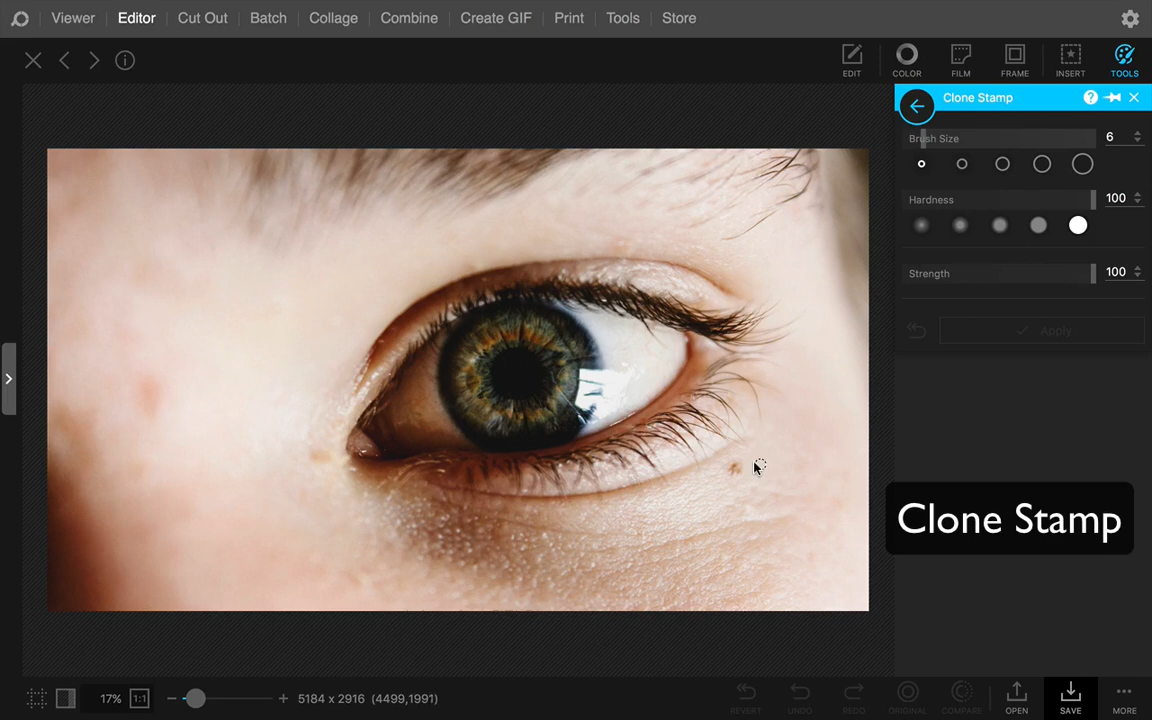 Viewer Editor Cut Out Batch Collage Combine Create GIF Print Tools Store
EDIT COLOR FILM FRAME INSERT TOOLS
Clone Stamp
Brush Size 6
Hardness 100
Strength 100
Apply
Clone Stamp
17% 1:1 5184 x 2916 (4499,1991)
REVERT UNDO REDO ORIGINAL COMPARE OPEN SAVE MORE